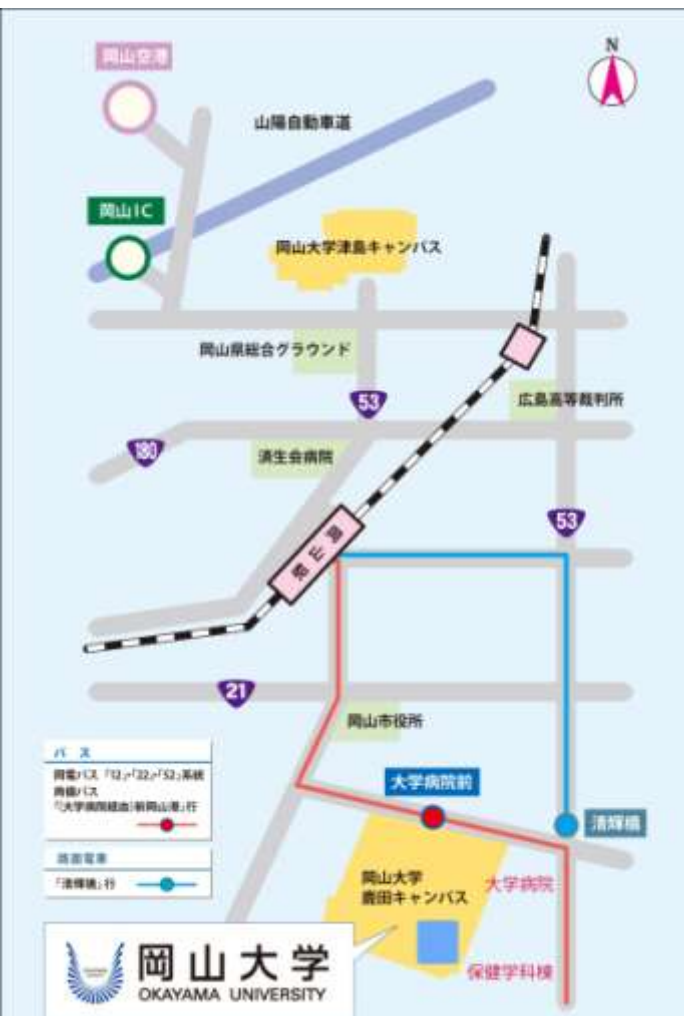 岡山空港
N
山陽自動車道
岡山IC
岡山大学津島キャンパス
岡山県総合グラウンド
53
広島高等裁判所
180
済生会病院
53
岡山駅
21
岡山市役所
バス
岡電バス「12」・「22」・「52」系統
両備バス
「(大学病院経由)新岡山港」行
大学病院前
清輝橋
路面電車
「清輝橋」行
岡山大学
鹿田キャンパス
大学病院
保健学科棟
岡山大学
OKAYAMA UNIVERSITY